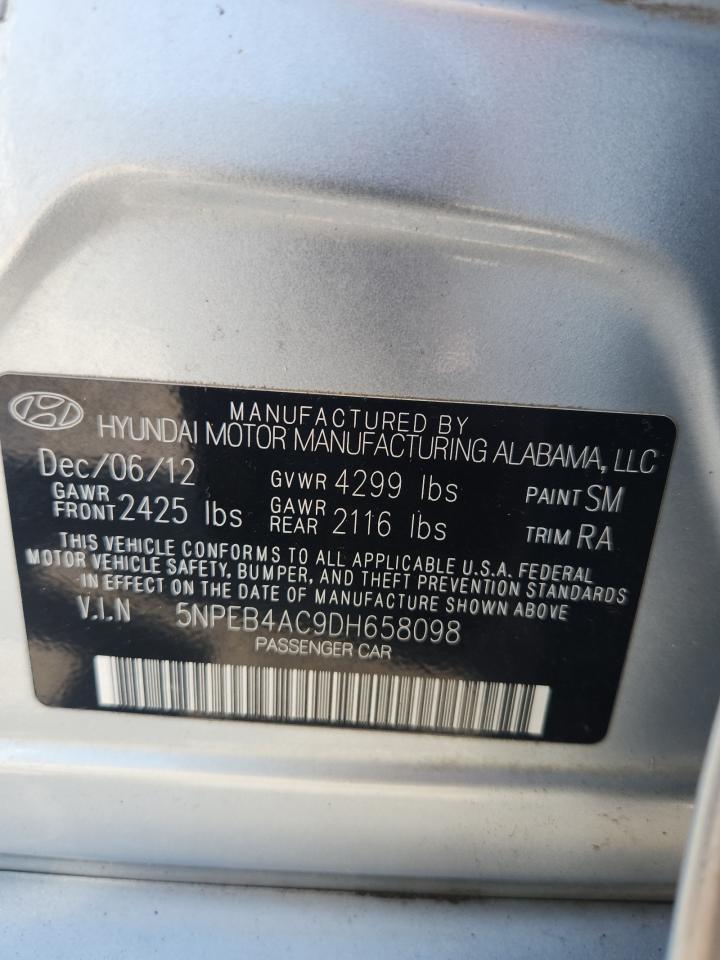 MANUFACTURED BY
HYUNDAI MOTOR MANUFACTURING ALABAMA, LLC
Dec/06/12 GVWR 4299 lbs PAINT SM
GAWR FRONT 2425 lbs GAWR REAR 2116 lbs TRIM RA
THIS VEHICLE CONFORMS TO ALL APPLICABLE U.S.A. FEDERAL
MOTOR VEHICLE SAFETY, BUMPER, AND THEFT PREVENTION STANDARDS
IN EFFECT ON THE DATE OF MANUFACTURE SHOWN ABOVE
V.I.N 5NPEB4AC9DH658098
PASSENGER CAR